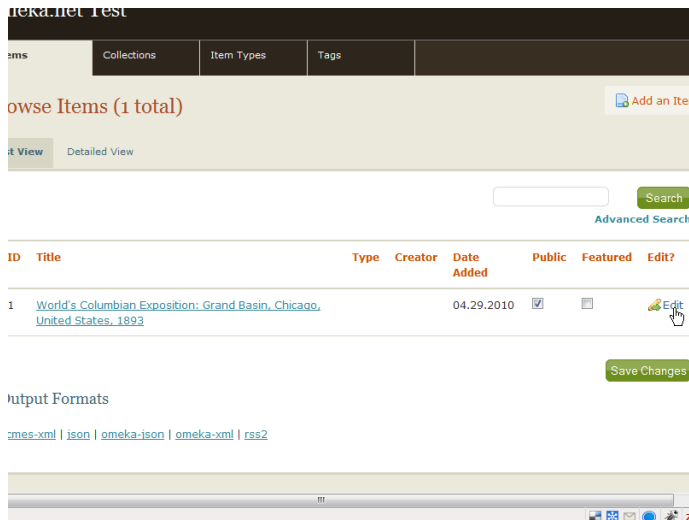 meka.net Test
ems Collections Item Types Tags
owse Items (1 total)
Add an Ite
st View Detailed View
Search
Advanced Search
ID Title Type Creator Date Added Public Featured Edit?
1 World's Columbian Exposition: Grand Basin, Chicago, United States, 1893 04.29.2010 Edit
Save Changes
Output Formats
cmes-xml | json | omeka-json | omeka-xml | rss2